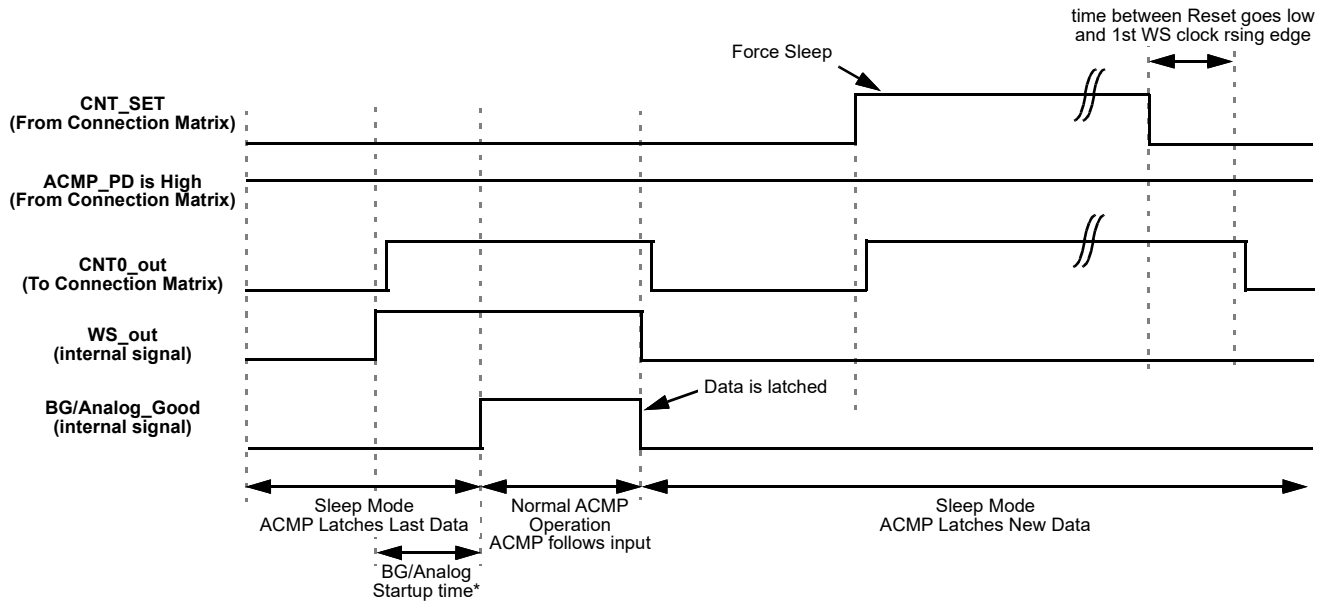 time between Reset goes low
and 1st WS clock rsing edge
Force Sleep
CNT_SET
(From Connection Matrix)
ACMP_PD is High
(From Connection Matrix)
CNT0_out
(To Connection Matrix)
WS_out
(internal signal)
Data is latched
BG/Analog_Good
(internal signal)
Sleep Mode
ACMP Latches Last Data
Normal ACMP
Operation
ACMP follows input
Sleep Mode
ACMP Latches New Data
BG/Analog
Startup time*